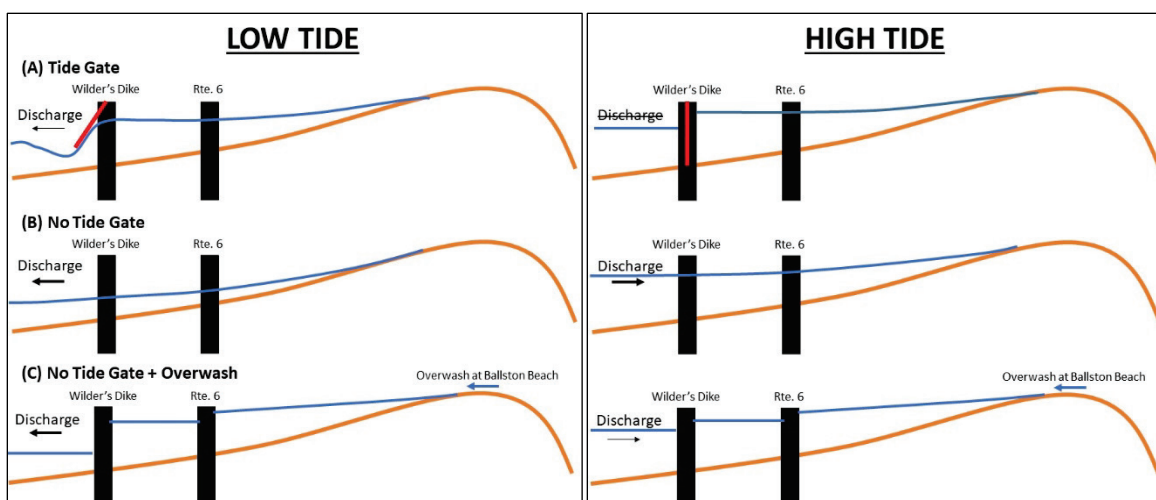 LOW TIDE
(A) Tide Gate
Wilder's Dike
Rte. 6
Discharge
(B) No Tide Gate
Wilder's Dike
Rte. 6
Discharge
(C) No Tide Gate + Overwash
Overwash at Ballston Beach
Wilder's Dike
Rte. 6
Discharge
HIGH TIDE
Wilder's Dike
Rte. 6
Discharge
Wilder's Dike
Rte. 6
Discharge
Overwash at Ballston Beach
Wilder's Dike
Rte. 6
Discharge